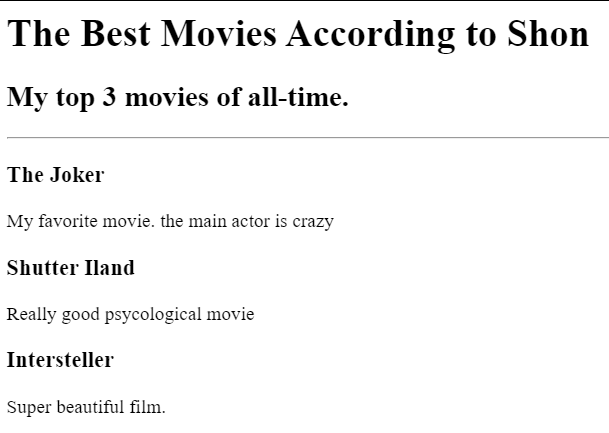 The Best Movies According to Shon
My top 3 movies of all-time.
The Joker
My favorite movie. the main actor is crazy
Shutter Iland
Really good psycological movie
Intersteller
Super beautiful film.